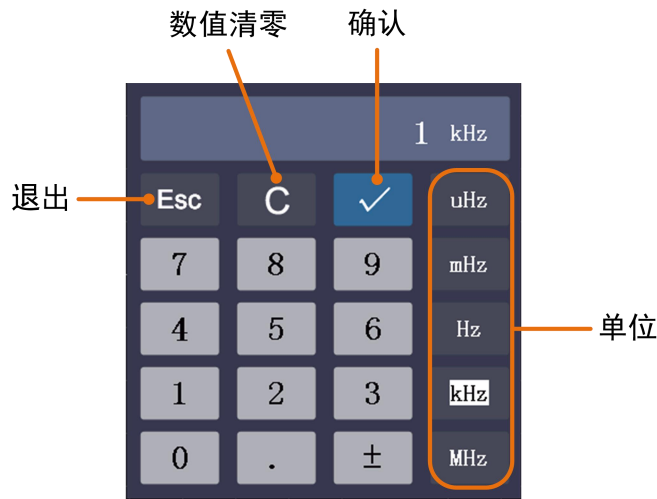 数值清零 确认
1 kHz
退出 Esc C ✓ uHz
7 8 9 mHz
4 5 6 Hz 单位
1 2 3 kHz
0 . ± MHz